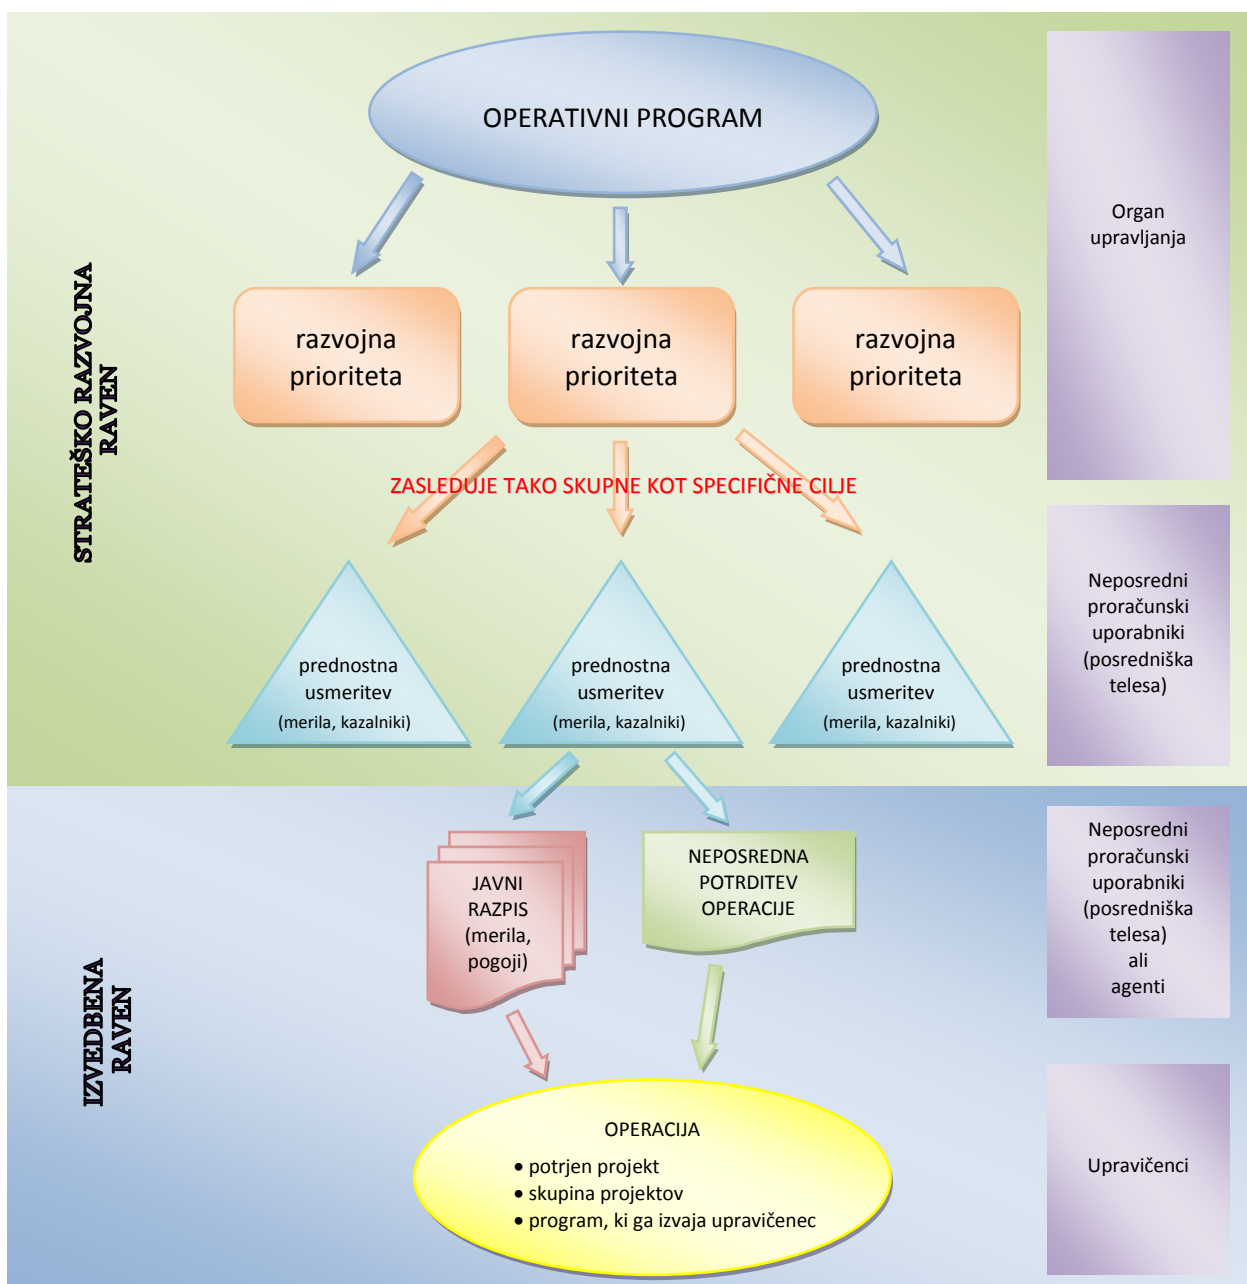 OPERATIVNI PROGRAM
Organ
upravljanja
STRATEŠKO RAZVOJNA
RAVEN
razvojna
prioriteta
razvojna
prioriteta
razvojna
prioriteta
ZASLEDUJE TAKO SKUPNE KOT SPECIFIČNE CILJE
prednostna
usmeritev
(merila, kazalniki)
prednostna
usmeritev
(merila, kazalniki)
prednostna
usmeritev
(merila, kazalniki)
Neposredni
proračunski
uporabniki
(posredniška
telesa)
IZVEDBENA
RAVEN
JAVNI
RAZPIS
(merila,
pogoji)
NEPOSREDNA
POTRDITEV
OPERACIJE
Neposredni
proračunski
uporabniki
(posredniška
telesa)
ali
agenti
OPERACIJA
• potrjen projekt
• skupina projektov
• program, ki ga izvaja upravičenec
Upravičenci